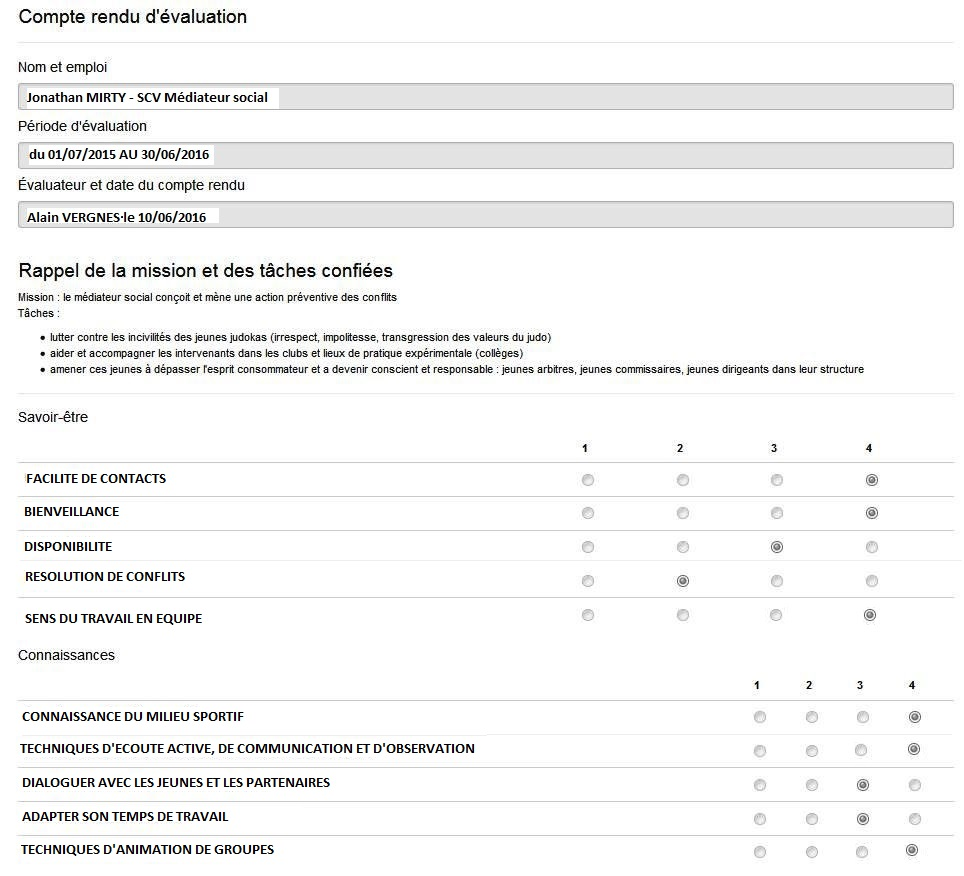 Compte rendu d'évaluation
Nom et emploi
Jonathan MIRTY - SCV Médiateur social
Période d'évaluation
du 01/07/2015 AU 30/06/2016
Évaluateur et date du compte rendu
Alain VERGNES·le 10/06/2016
Rappel de la mission et des tâches confiées
Mission : le médiateur social conçoit et mène une action préventive des conflits
Tâches :
• lutter contre les incivilités des jeunes judokas (irrespect, impolitesse, transgression des valeurs du judo)
• aider et accompagner les intervenants dans les clubs et lieux de pratique expérimentale (collèges)
• amener ces jeunes à dépasser l'esprit consommateur et a devenir conscient et responsable : jeunes arbitres, jeunes commissaires, jeunes dirigeants dans leur structure
Savoir-être
1 2 3 4
FACILITE DE CONTACTS
BIENVEILLANCE
DISPONIBILITE
RESOLUTION DE CONFLITS
SENS DU TRAVAIL EN EQUIPE
Connaissances
1 2 3 4
CONNAISSANCE DU MILIEU SPORTIF
TECHNIQUES D'ECOUTE ACTIVE, DE COMMUNICATION ET D'OBSERVATION
DIALOGUER AVEC LES JEUNES ET LES PARTENAIRES
ADAPTER SON TEMPS DE TRAVAIL
TECHNIQUES D'ANIMATION DE GROUPES